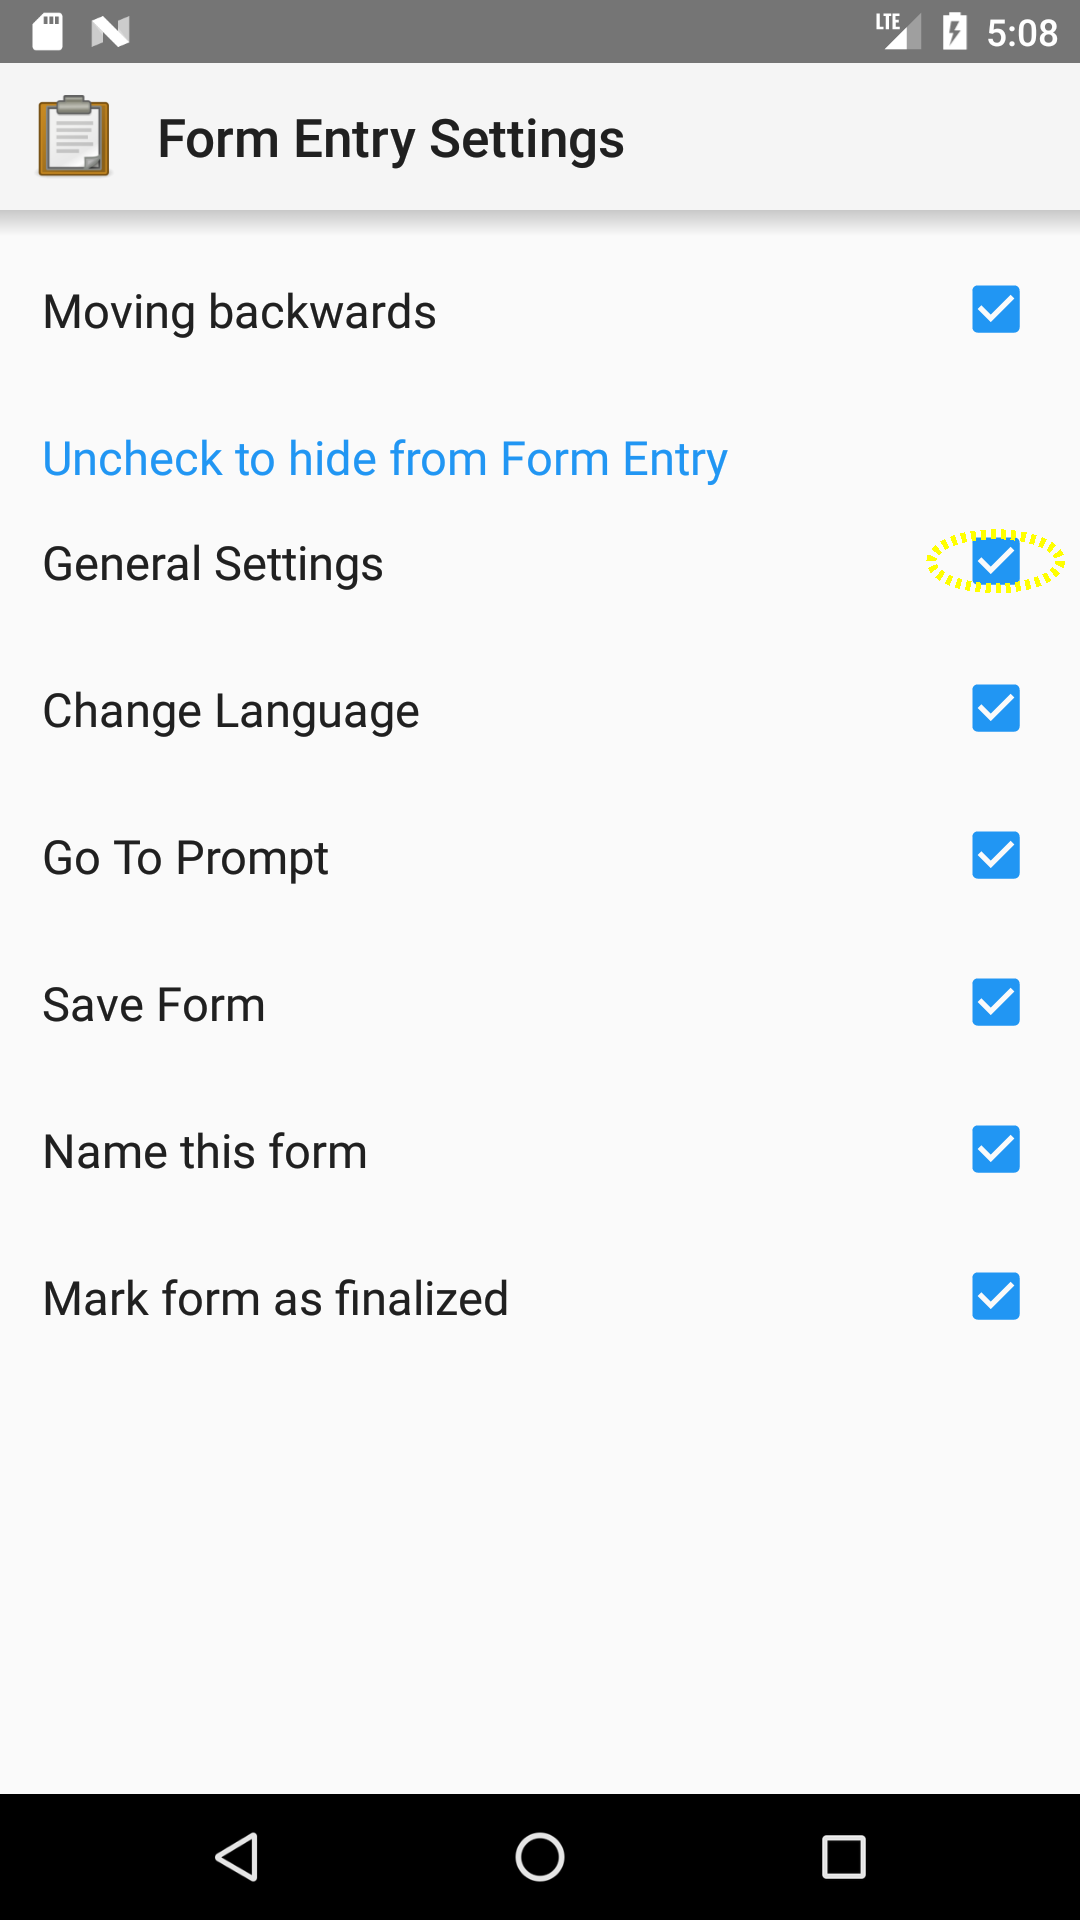 LTE 5:08
Form Entry Settings
Moving backwards
Uncheck to hide from Form Entry
General Settings
Change Language
Go To Prompt
Save Form
Name this form
Mark form as finalized